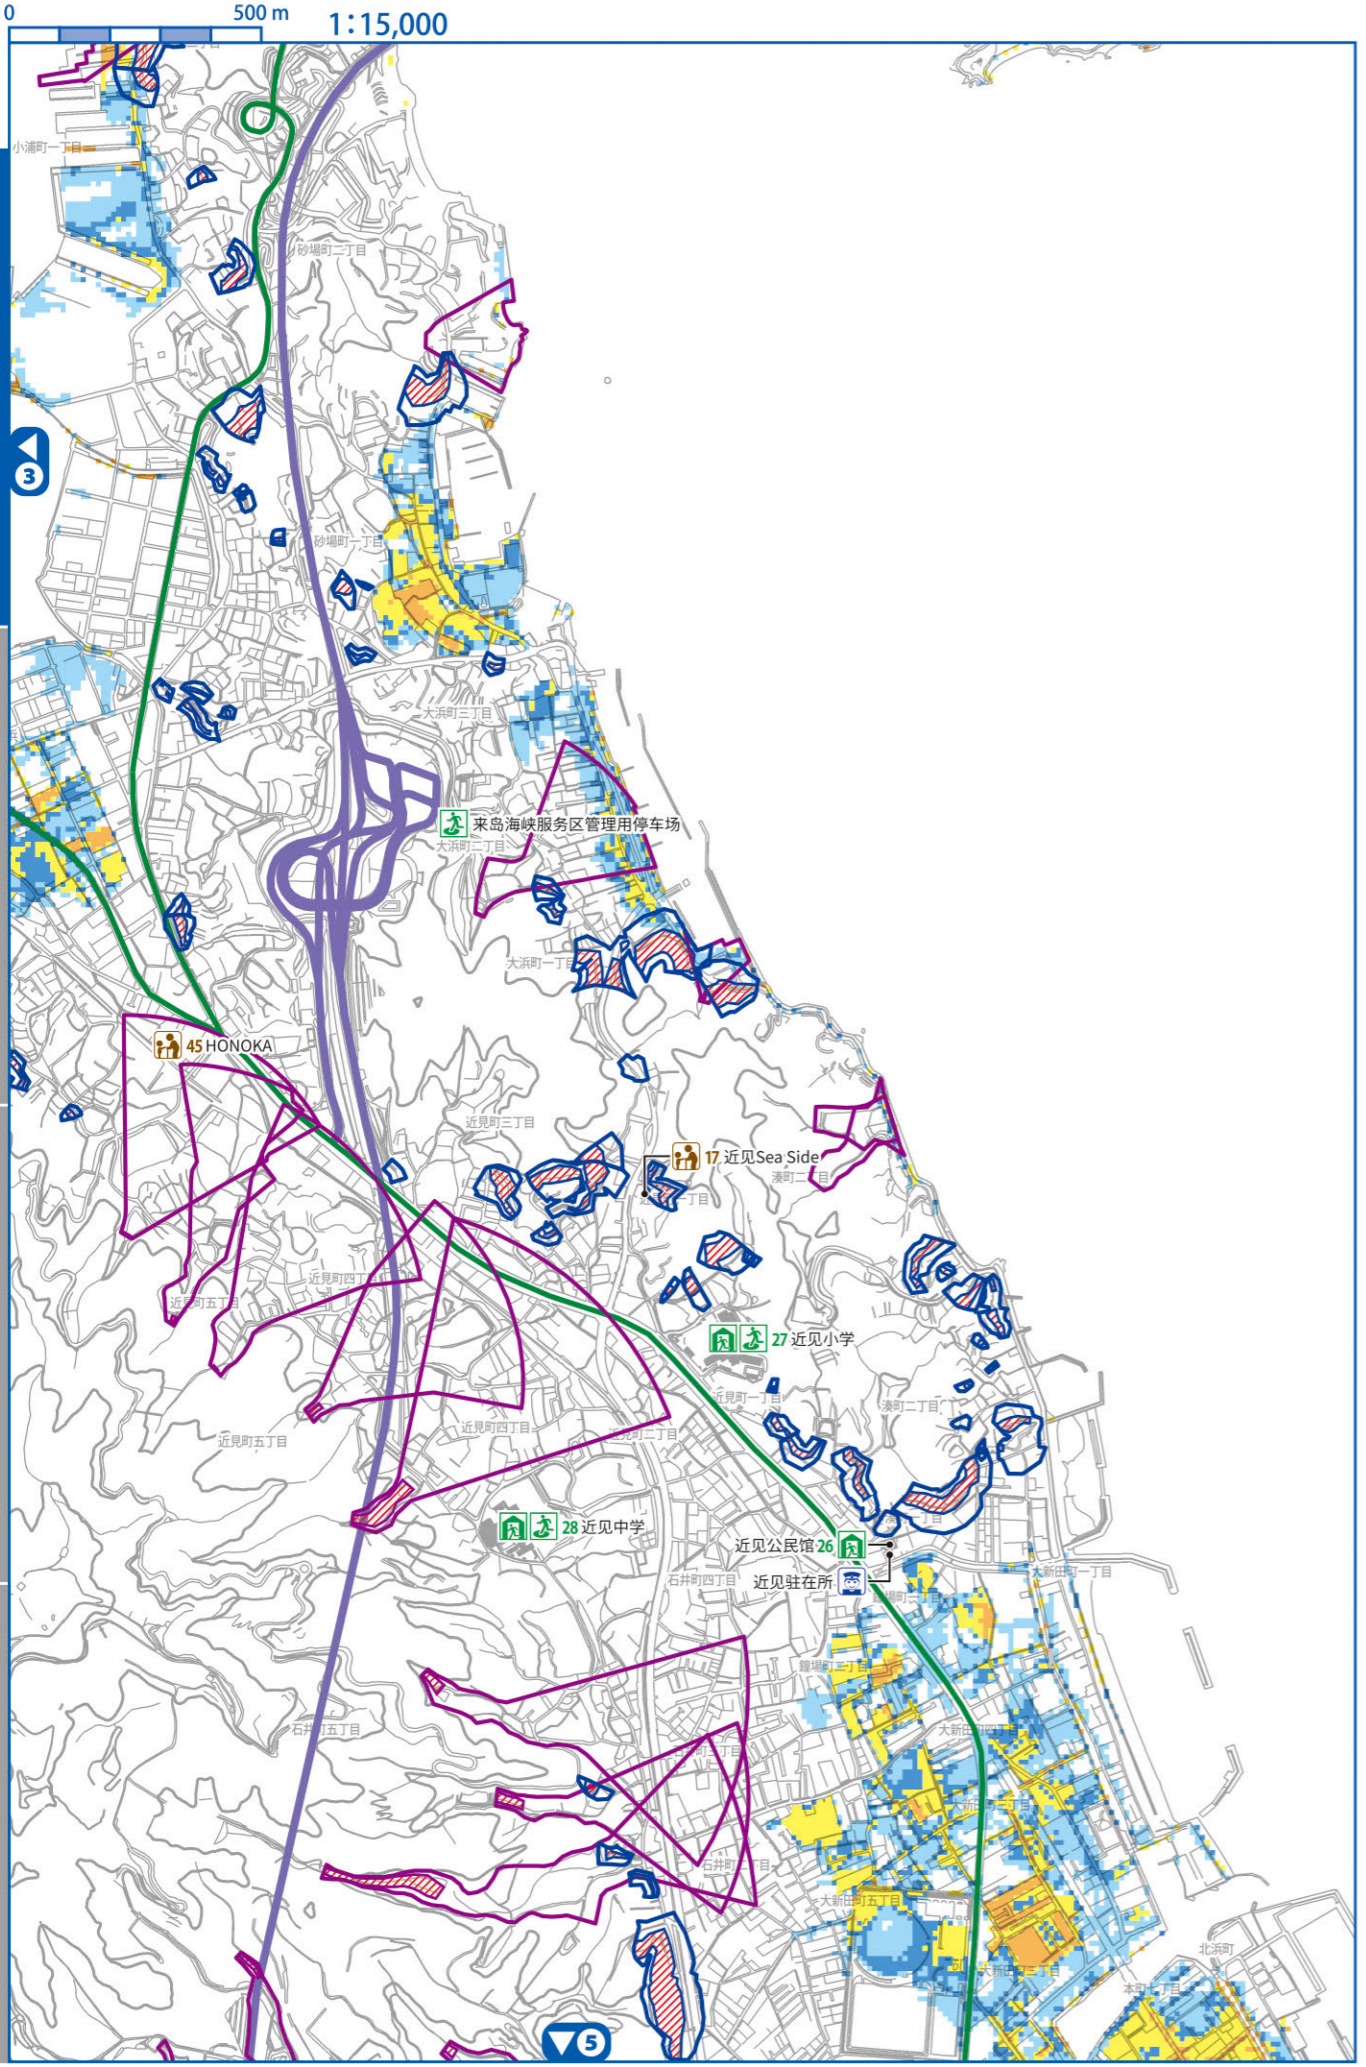 0
500 m
1:15,000
小浦町一丁目
砂場町二丁目
3
砂場町一丁目
大浜町三丁目
来岛海峡服务区管理用停车场
大浜町二丁目
大浜町一丁目
45 HONOKA
近見町三丁目
17 近见Sea Side
湊町二丁目
近見町四丁目
近見町五丁目
27 近见小学
近見町一丁目
湊町二丁目
近見町四丁目
近見町二丁目
近見町五丁目
28 近见中学
近见公民馆 26
近见驻在所
石井町四丁目
大新田町一丁目
鐘場町二丁目
石井町五丁目
大新田町四丁目
石井町二丁目
大新田町五丁目
大新田町三丁目
北浜町
5